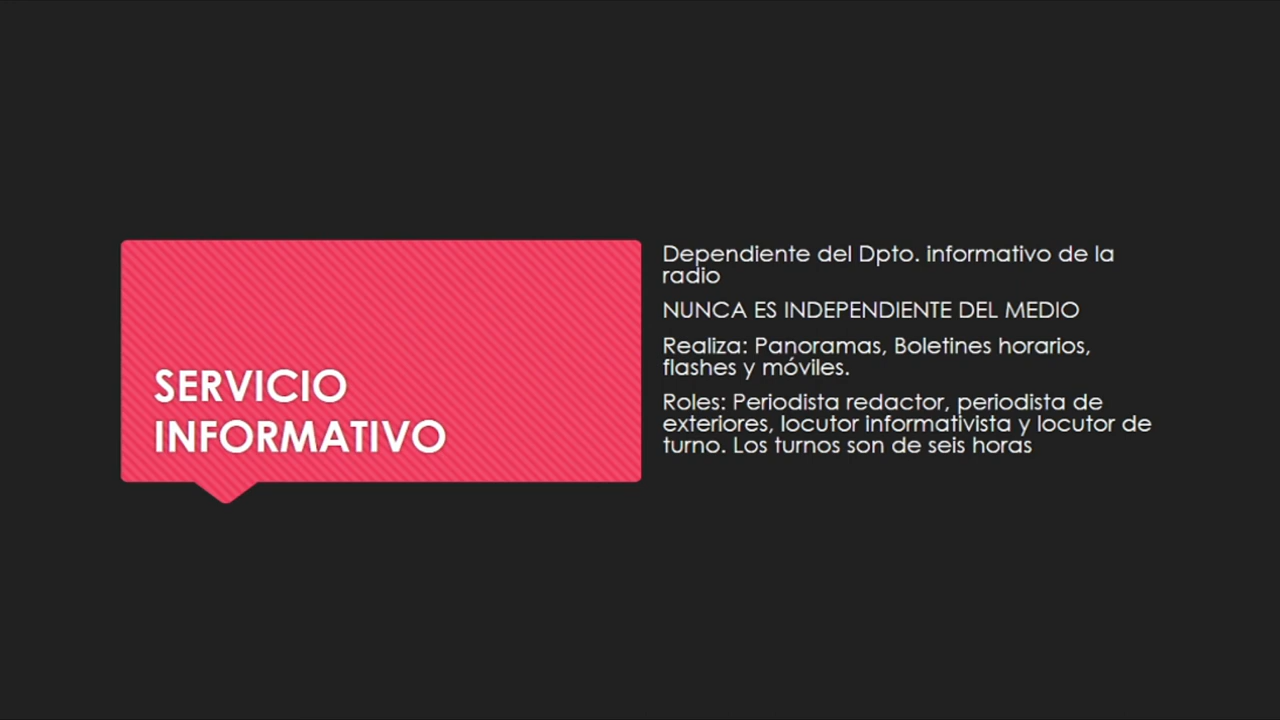 SERVICIO
INFORMATIVO
Dependiente del Dpto. informativo de la
radio
NUNCA ES INDEPENDIENTE DEL MEDIO
Realiza: Panoramas, Boletines horarios,
flashes y móviles.
Roles: Periodista redactor, periodista de
exteriores, locutor informativista y locutor de
turno. Los turnos son de seis horas